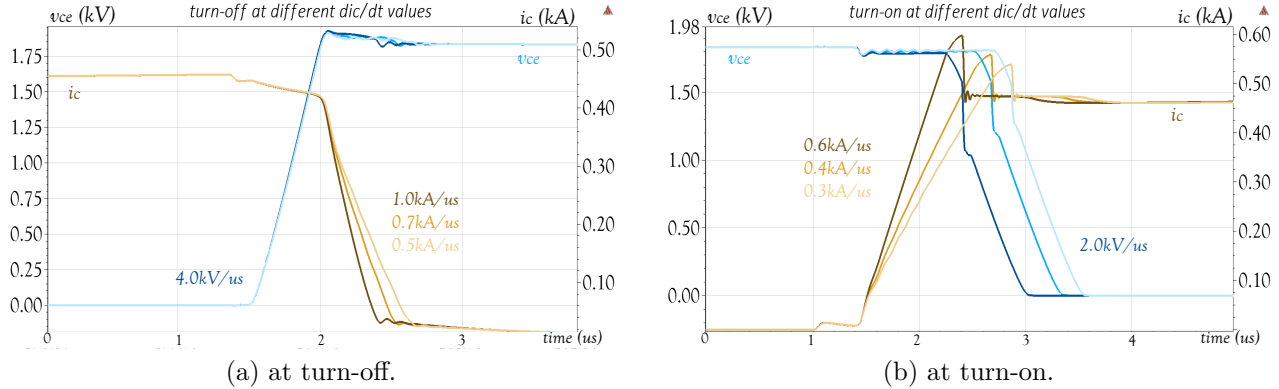 vce (kV)
turn-off at different dic/dt values
ic (kA)
1.75
1.50
1.25
1.00
0.75
0.50
0.25
0.00
0.50
0.40
0.30
0.20
0.10
vce
ic
1.0kA/us
0.7kA/us
0.5kA/us
4.0kV/us
0
1
2
3
time (us)
(a) at turn-off.
vce (kV)
turn-on at different dic/dt values
ic (kA)
1.98
1.50
1.00
0.50
0.00
0.60
0.50
0.40
0.30
0.20
0.10
vce
ic
0.6kA/us
0.4kA/us
0.3kA/us
2.0kV/us
0
1
2
3
4
time (us)
(b) at turn-on.